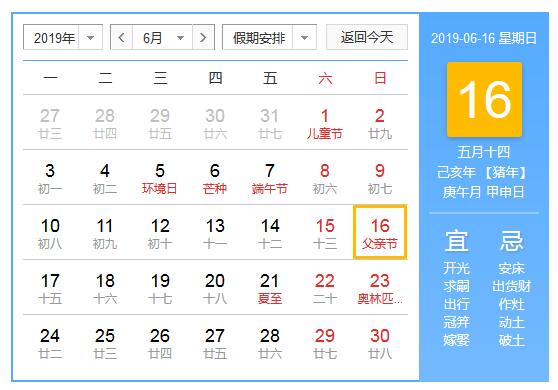 2019年 6月 假期安排 返回今天
一 二 三 四 五 六 日
27 28 29 30 31 1 2
廿三 廿四 廿五 廿六 廿七 儿童节 廿九
3 4 5 6 7 8 9
初一 初二 环境日 芒种 端午节 初六 初七
10 11 12 13 14 15 16
初八 初九 初十 十一 十二 十三 父亲节
17 18 19 20 21 22 23
十五 十六 十七 十八 夏至 二十 奥林匹...
24 25 26 27 28 29 30
廿二 廿三 廿四 廿五 廿六 廿七 廿八
2019-06-16 星期日
16
五月十四
己亥年 【猪年】
庚午月 甲申日
宜 忌
开光 安床
求嗣 出货财
出行 作灶
冠笄 动土
嫁娶 破土